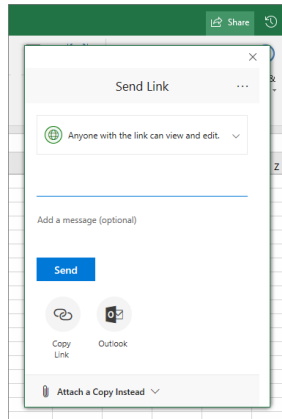 Share
Send Link
Anyone with the link can view and edit.
Z
Add a message (optional)
Send
Copy
Link
Outlook
Attach a Copy Instead